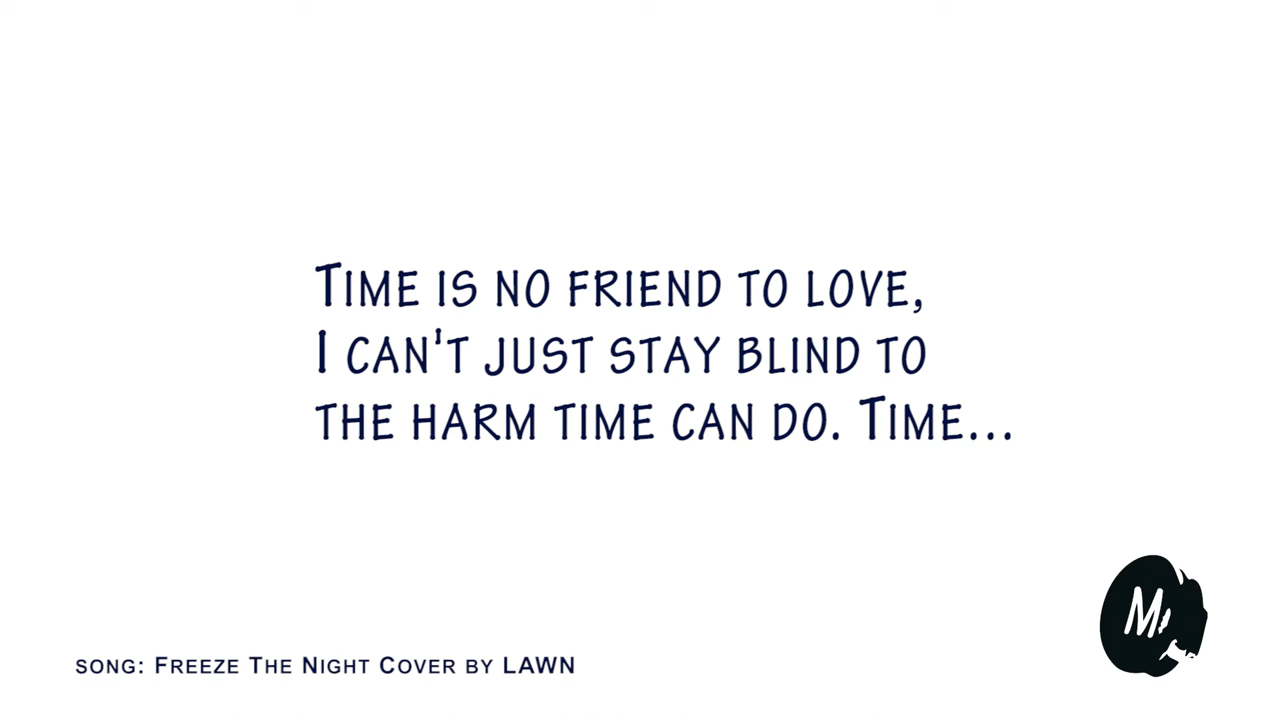 Time is no friend to love,
I can't just stay blind to
the harm time can do. Time...
M
song: Freeze The Night Cover by LAWN